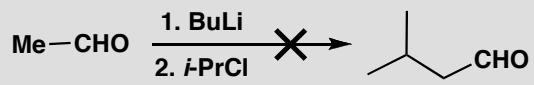 Me–CHO
1. BuLi
2. i-PrCl
CHO